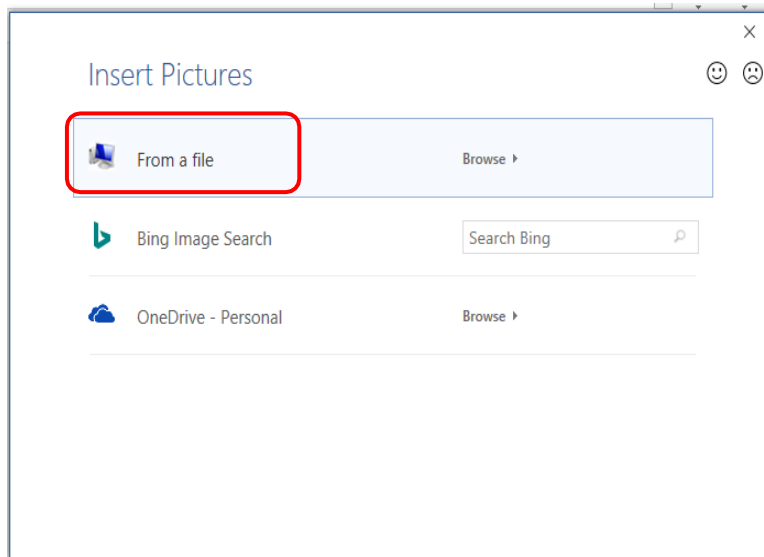 Insert Pictures
From a file
Browse
Bing Image Search
Search Bing
OneDrive - Personal
Browse